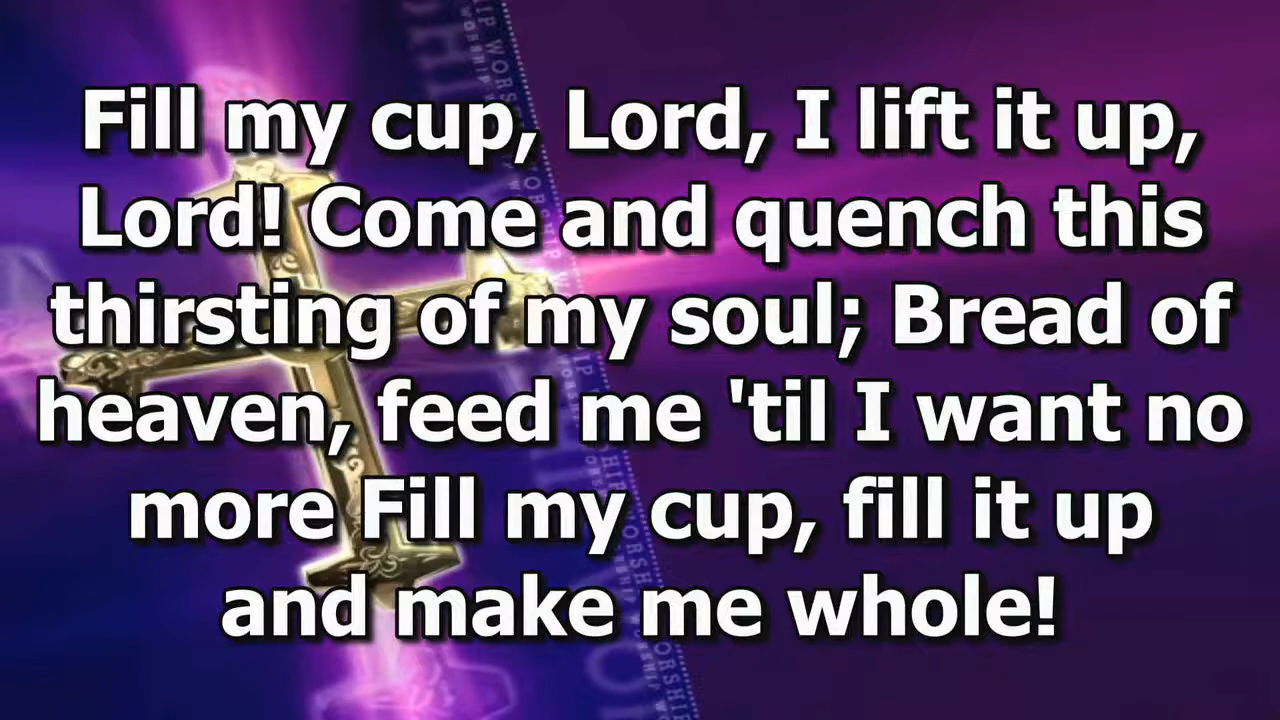 Fill my cup, Lord, I lift it up,
Lord! Come and quench this
thirsting of my soul; Bread of
heaven, feed me 'til I want no
more Fill my cup, fill it up
and make me whole!